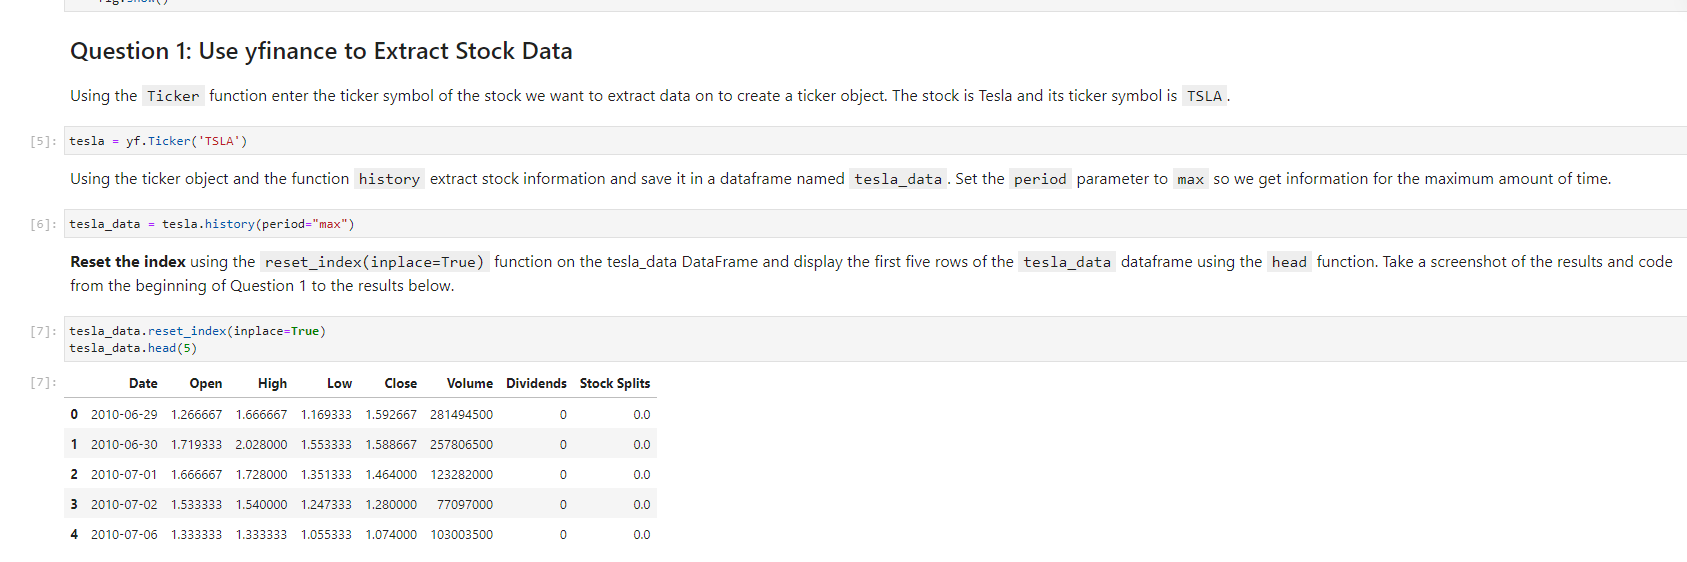 Question 1: Use yfinance to Extract Stock Data
Using the Ticker function enter the ticker symbol of the stock we want to extract data on to create a ticker object. The stock is Tesla and its ticker symbol is TSLA .
[5]: tesla = yf.Ticker('TSLA')
Using the ticker object and the function history extract stock information and save it in a dataframe named tesla_data . Set the period parameter to max so we get information for the maximum amount of time.
[6]: tesla_data = tesla.history(period="max")
Reset the index using the reset_index(inplace=True) function on the tesla_data DataFrame and display the first five rows of the tesla_data dataframe using the head function. Take a screenshot of the results and code
from the beginning of Question 1 to the results below.
[7]: tesla_data.reset_index(inplace=True)
tesla_data.head(5)
[7]: Date Open High Low Close Volume Dividends Stock Splits
0 2010-06-29 1.266667 1.666667 1.169333 1.592667 281494500 0 0.0
1 2010-06-30 1.719333 2.028000 1.553333 1.588667 257806500 0 0.0
2 2010-07-01 1.666667 1.728000 1.351333 1.464000 123282000 0 0.0
3 2010-07-02 1.533333 1.540000 1.247333 1.280000 77097000 0 0.0
4 2010-07-06 1.333333 1.333333 1.055333 1.074000 103003500 0 0.0